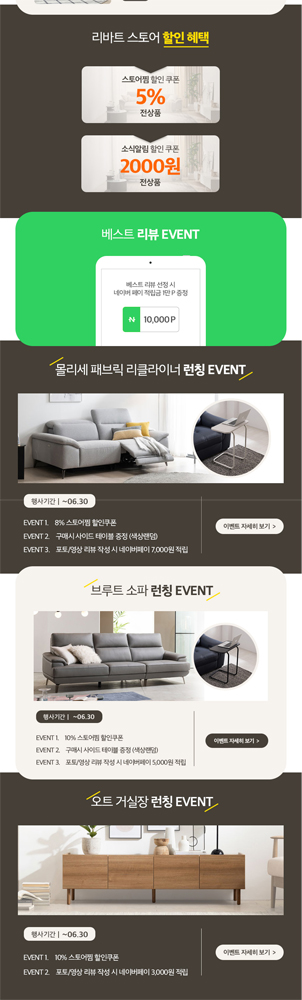 리바트 스토어 할인 혜택
스토어찜 할인 쿠폰
5%
전상품
소식알림 할인 쿠폰
2000원
전상품
베스트 리뷰 EVENT
베스트 리뷰 선정 시
네이버 페이 적립금 1만 P 증정
N 10,000 P
몰리세 패브릭 리클라이너 런칭 EVENT
행사기간 | ~06.30
EVENT 1. 8% 스토어찜 할인쿠폰
EVENT 2. 구매시 사이드 테이블 증정 (색상랜덤)
EVENT 3. 포토/영상 리뷰 작성 시 네이버페이 7,000원 적립
이벤트 자세히 보기 >
브루트 소파 런칭 EVENT
행사기간 | ~06.30
EVENT 1. 10% 스토어찜 할인쿠폰
EVENT 2. 구매시 사이드 테이블 증정 (색상랜덤)
EVENT 3. 포토/영상 리뷰 작성 시 네이버페이 5,000원 적립
이벤트 자세히 보기 >
오트 거실장 런칭 EVENT
행사기간 | ~06.30
EVENT 1. 10% 스토어찜 할인쿠폰
EVENT 2. 포토/영상 리뷰 작성 시 네이버페이 3,000원 적립
이벤트 자세히 보기 >